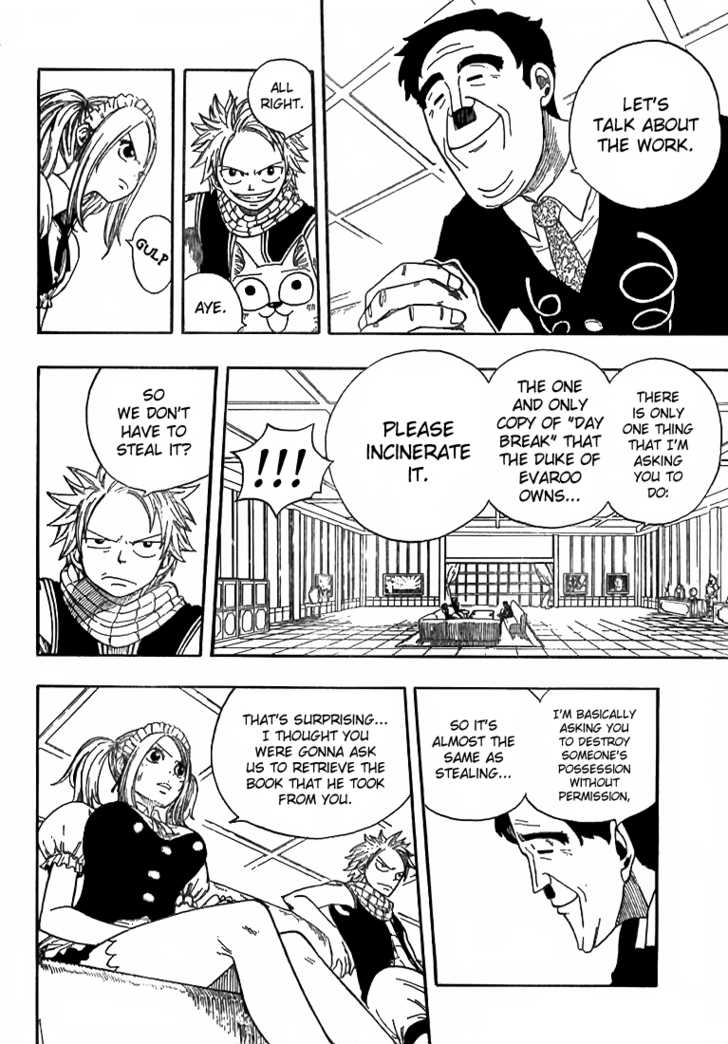 LET'S
TALK ABOUT
THE WORK.
ALL
RIGHT.
AYE.
GULP
THERE
IS ONLY
ONE THING
THAT I'M
ASKING
YOU TO
DO:
THE ONE
AND ONLY
COPY OF "DAY
BREAK" THAT
THE DUKE OF
EVAROO
OWNS...
PLEASE
INCINERATE
IT.
!!!
SO
WE DON'T
HAVE TO
STEAL IT?
I'M BASICALLY
ASKING YOU
TO DESTROY
SOMEONE'S
POSSESSION
WITHOUT
PERMISSION,
SO IT'S
ALMOST THE
SAME AS
STEALING...
THAT'S SURPRISING...
I THOUGHT YOU
WERE GONNA ASK
US TO RETRIEVE THE
BOOK THAT HE TOOK
FROM YOU.